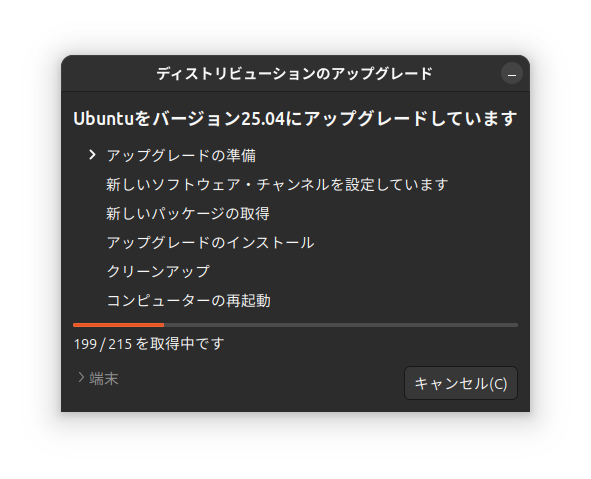 ディストリビューションのアップグレード
Ubuntuをバージョン25.04にアップグレードしています
アップグレードの準備
新しいソフトウェア・チャンネルを設定しています
新しいパッケージの取得
アップグレードのインストール
クリーンアップ
コンピューターの再起動
199 / 215 を取得中です
端末
キャンセル(C)